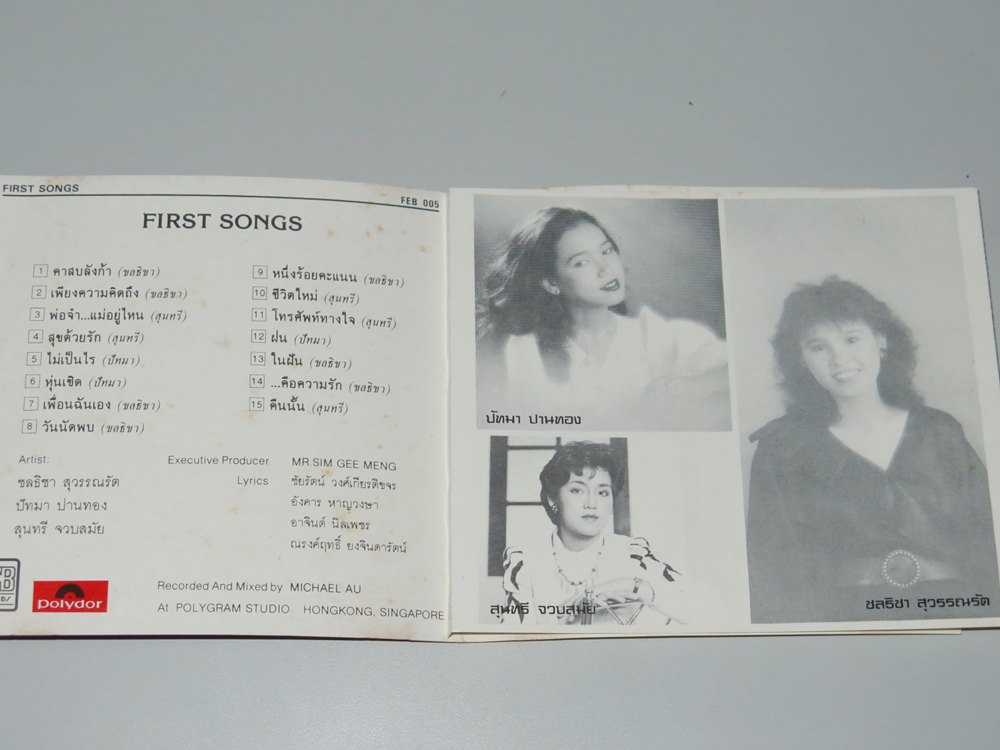 FIRST SONGS
FEB 005
FIRST SONGS
1 คาสบลังก้า (ชลธิชา)
2 เพียงความคิดถึง (ชลธิชา)
3 พ่อจ๋า...แม่อยู่ไหน (สุนทรี)
4 สุขด้วยรัก (สุนทรี)
5 ไม่เป็นไร (ปัทมา)
6 หุ่นเชิด (ปัทมา)
7 เพื่อนฉันเอง (ชลธิชา)
8 วันนัดพบ (ชลธิชา)
9 หนึ่งร้อยคะแนน (ชลธิชา)
10 ชีวิตใหม่ (สุนทรี)
11 โทรศัพท์ทางใจ (สุนทรี)
12 ฝน (ปัทมา)
13 ในฝัน (ชลธิชา)
14 ...คือความรัก (ชลธิชา)
15 คืนนั้น (สุนทรี)
Artist:
ชลธิชา สุวรรณรัต
ปัทมา ปานทอง
สุนทรี จวบสมัย
Executive Producer MR.SIM GEE MENG
Lyrics ชัยรัตน์ วงศ์เกียรติขจร
อังคาร หาญวงษา
อาจินต์ นิลเพชร
ณรงค์ฤทธิ์ ยงจินดารัตน์
Recorded And Mixed by MICHAEL AU
At POLYGRAM STUDIO HONGKONG, SINGAPORE
polydor
ปัทมา ปานทอง
สุนทรี จวบสมัย
ชลธิชา สุวรรณรัต